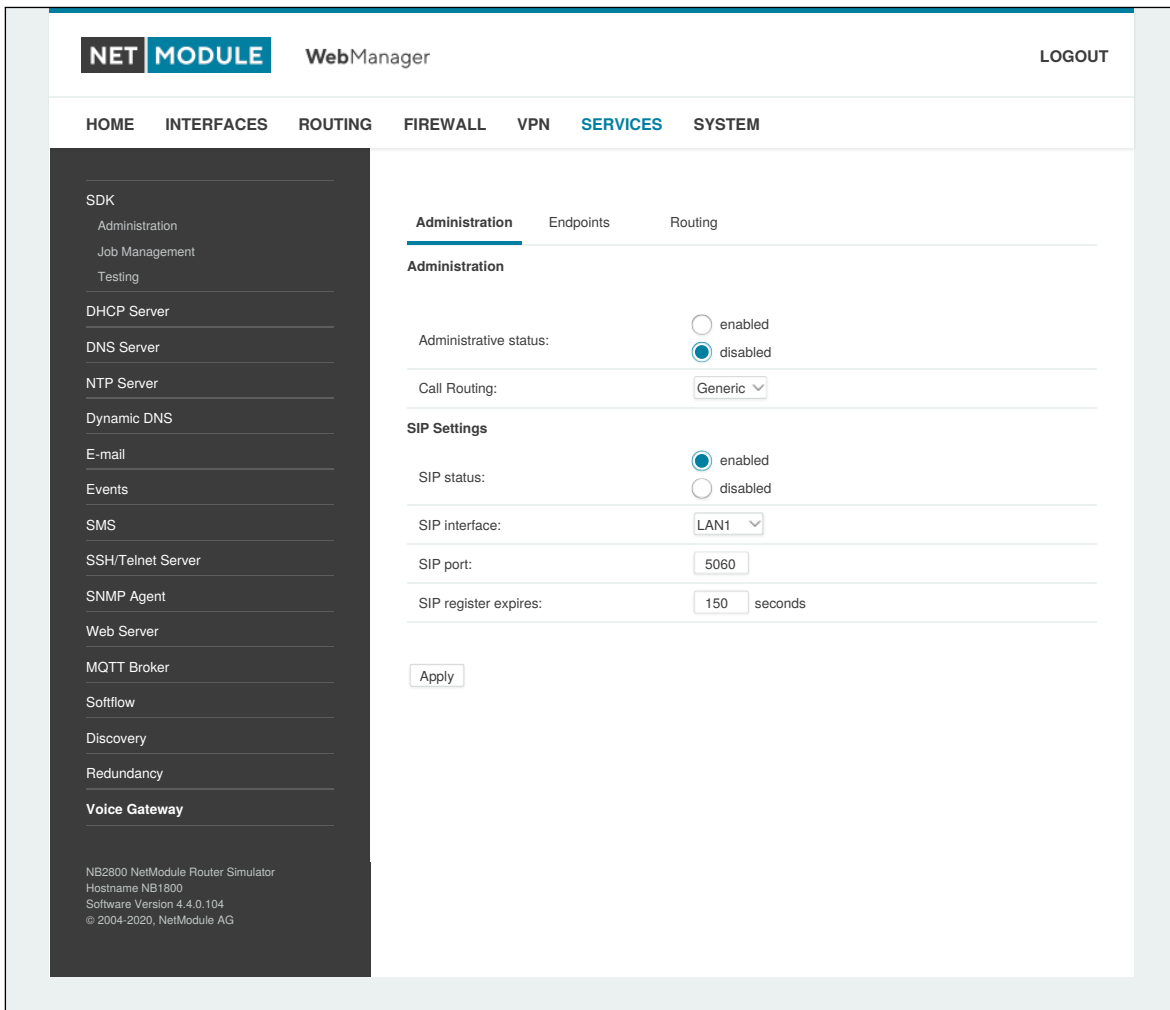 NET MODULE WebManager LOGOUT
HOME INTERFACES ROUTING FIREWALL VPN SERVICES SYSTEM
SDK
Administration
Job Management
Testing
DHCP Server
DNS Server
NTP Server
Dynamic DNS
E-mail
Events
SMS
SSH/Telnet Server
SNMP Agent
Web Server
MQTT Broker
Softflow
Discovery
Redundancy
Voice Gateway
NB2800 NetModule Router Simulator
Hostname NB1800
Software Version 4.4.0.104
© 2004-2020, NetModule AG
Administration Endpoints Routing
Administration
Administrative status:
enabled
disabled
Call Routing: Generic
SIP Settings
SIP status:
enabled
disabled
SIP interface: LAN1
SIP port: 5060
SIP register expires: 150 seconds
Apply